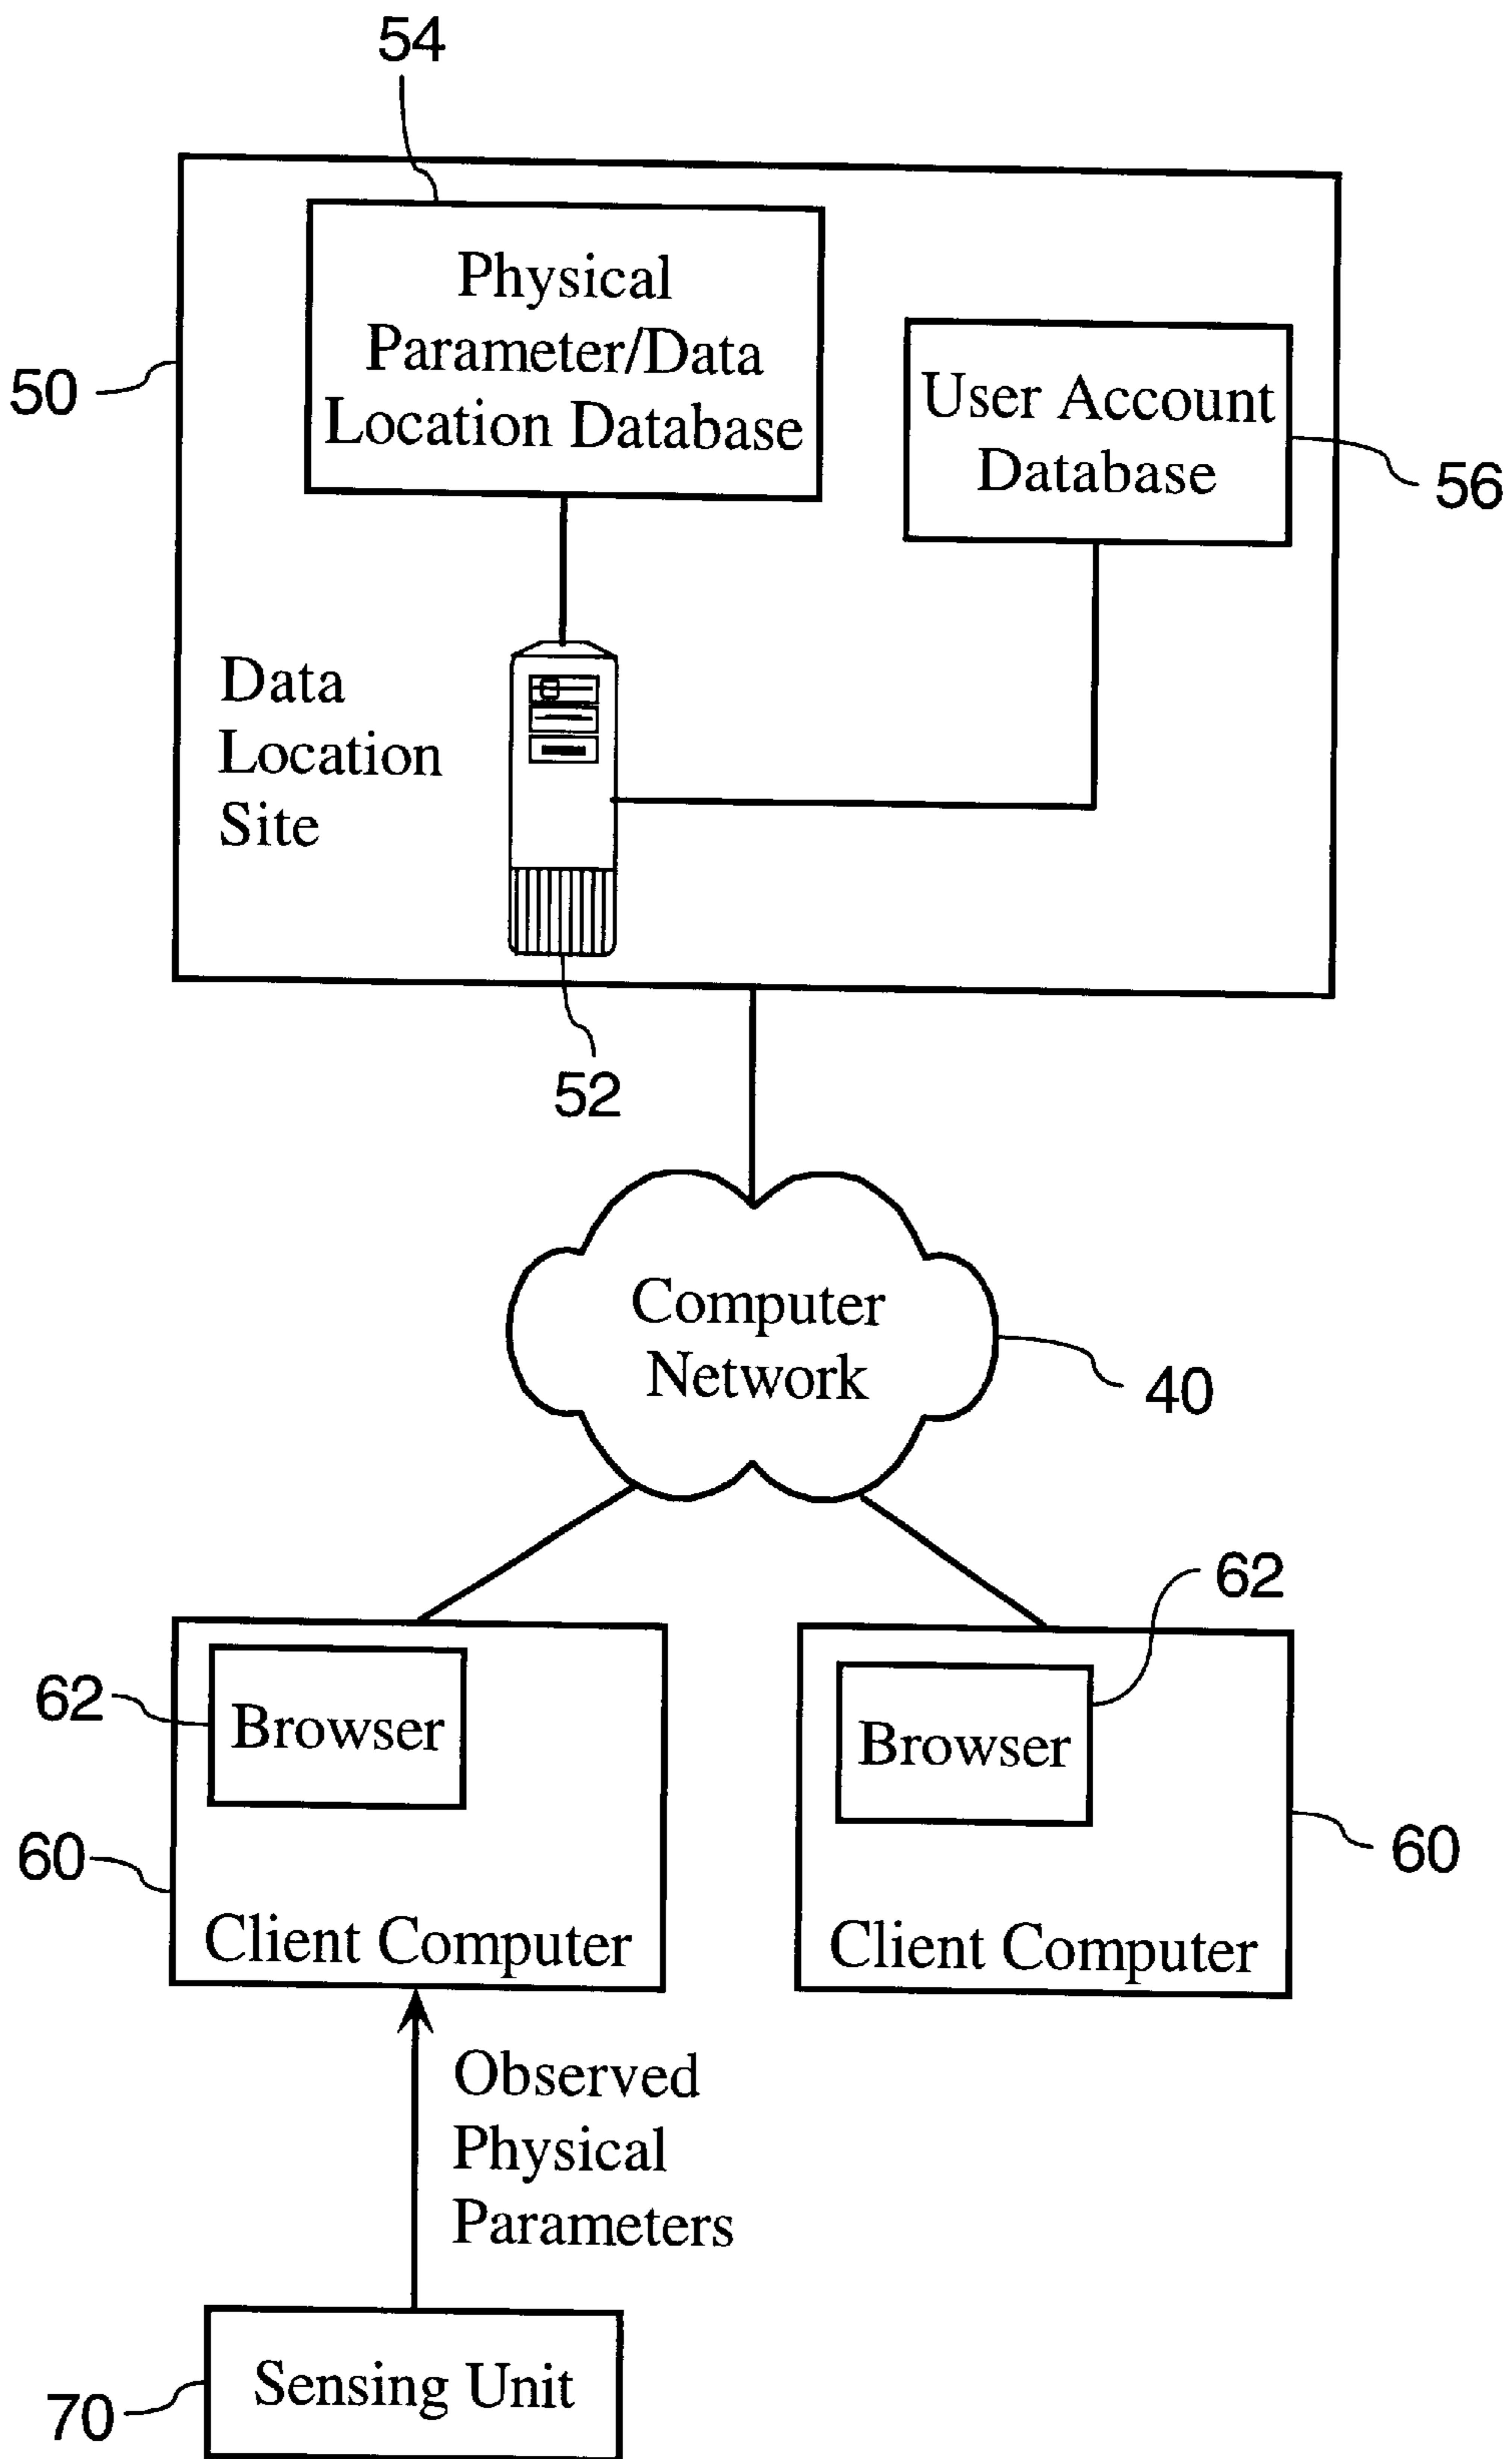 54
Physical
Parameter/Data
Location Database
50
User Account
Database
56
Data
Location
Site
52
Computer
Network
40
62
62
Browser
Browser
60
60
Client Computer
Client Computer
Observed
Physical
Parameters
Sensing Unit
70